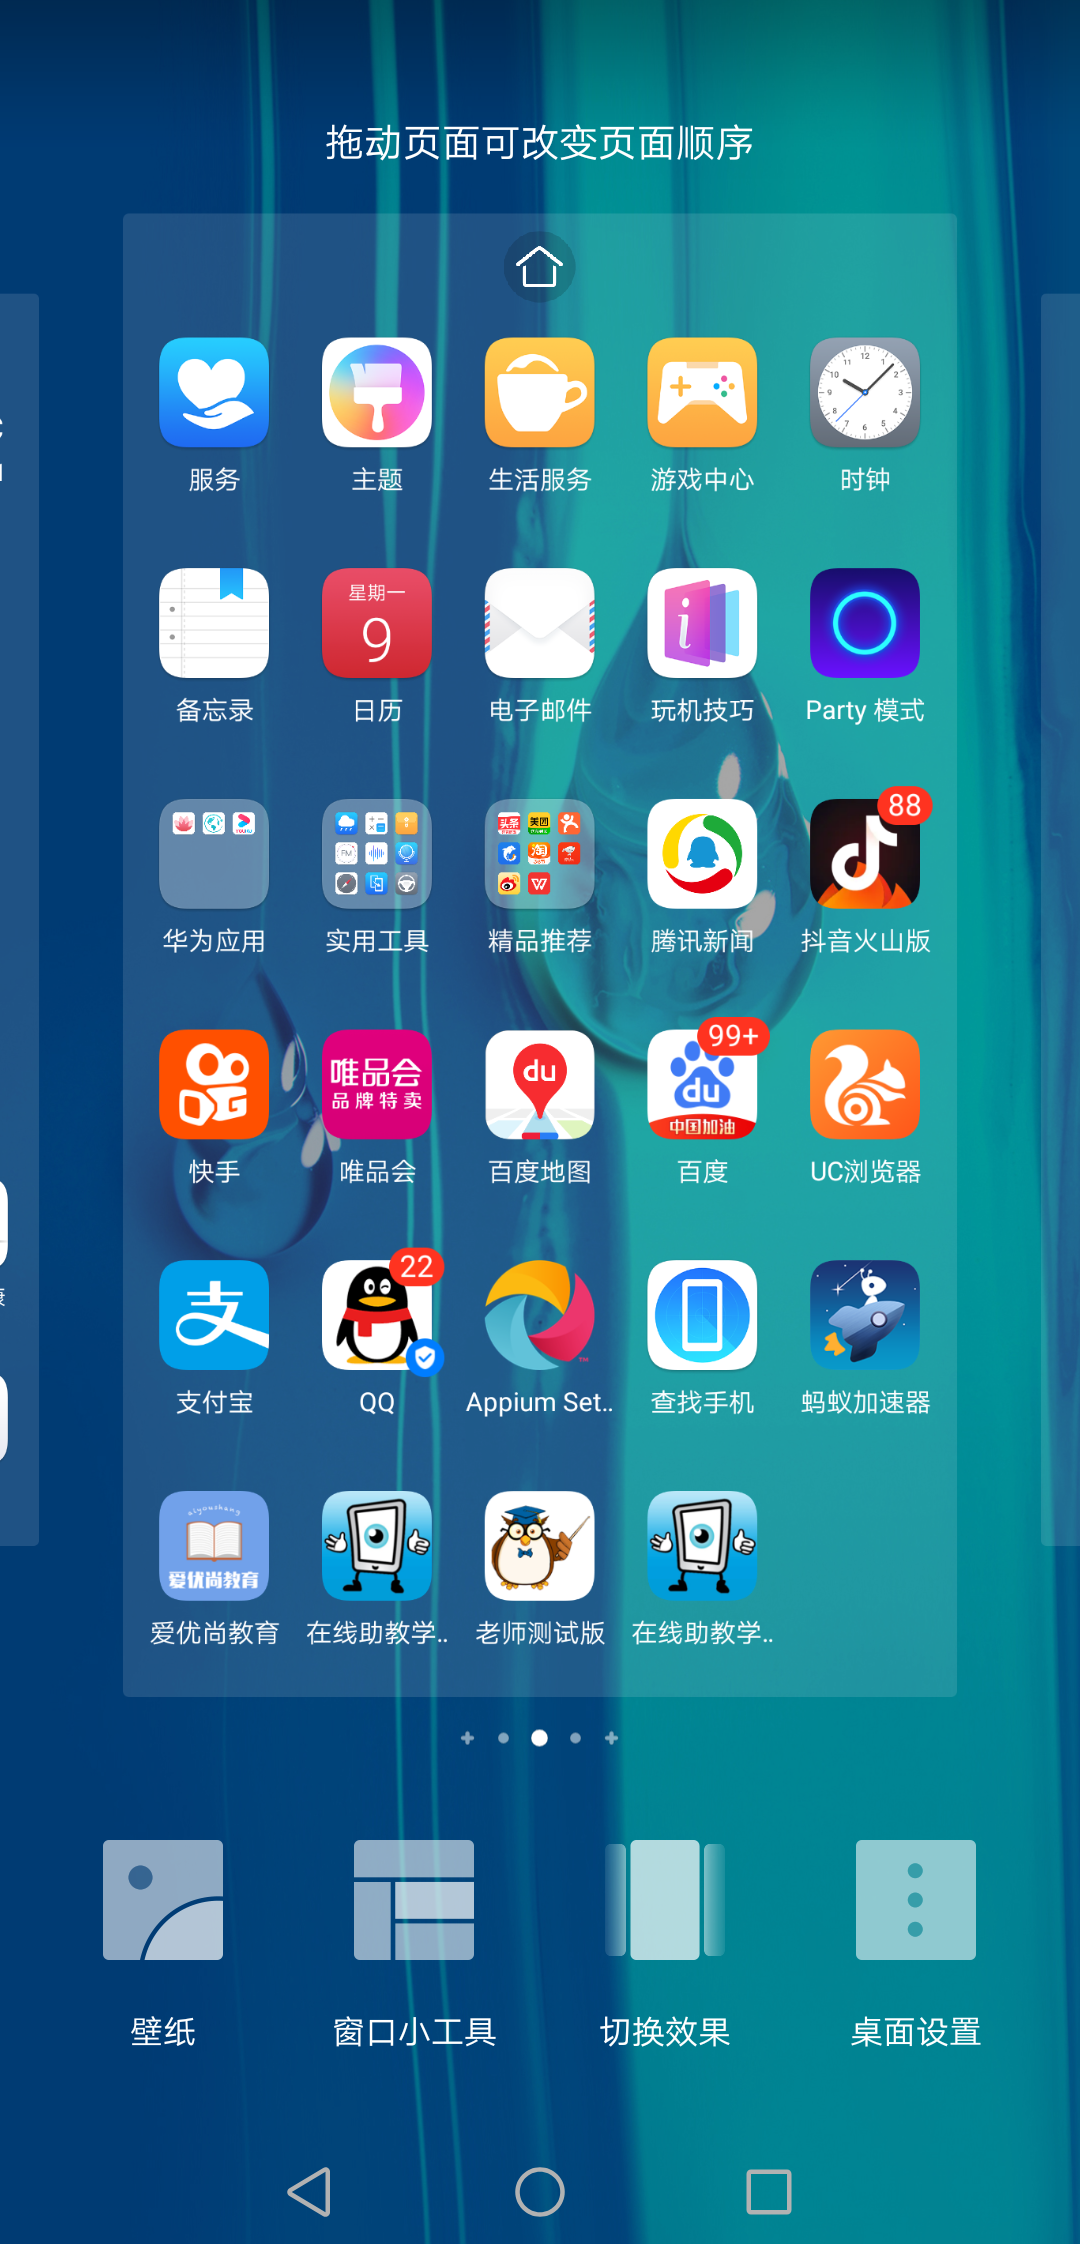 拖动页面可改变页面顺序
服务
主题
生活服务
游戏中心
时钟
星期一
9
备忘录
日历
电子邮件
玩机技巧
Party 模式
88
华为应用
实用工具
精品推荐
腾讯新闻
抖音火山版
唯品会
品牌特卖
du
99+
du
中国加油
快手
唯品会
百度地图
百度
UC浏览器
支
22
支付宝
QQ
Appium Set..
查找手机
蚂蚁加速器
aiyoushang
爱优尚教育
爱优尚教育
在线助教学..
老师测试版
在线助教学..
壁纸
窗口小工具
切换效果
桌面设置